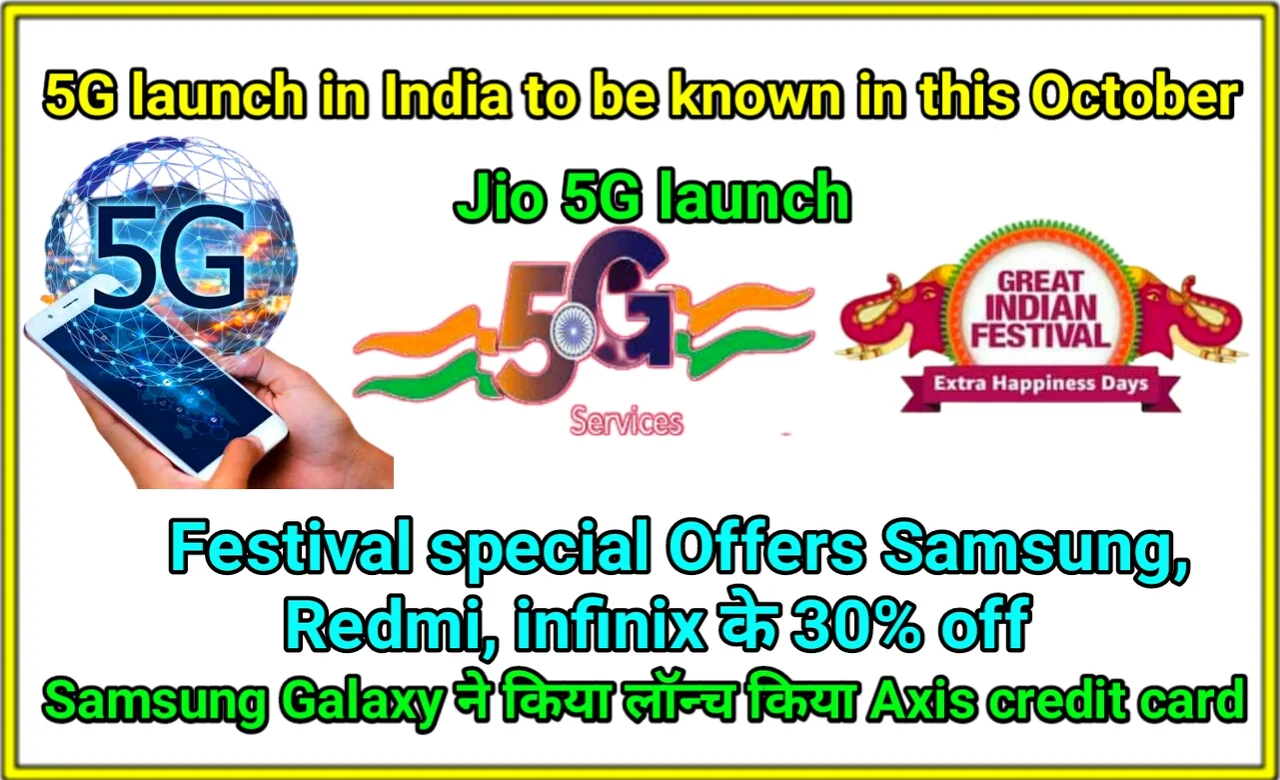 5G launch in India to be known in this October
Jio 5G launch
5G
5G
Services
GREAT
INDIAN
FESTIVAL
Extra Happiness Days
Festival special Offers Samsung,
Redmi, infinix के 30% off
Samsung Galaxy ने किया लॉन्च किया Axis credit card